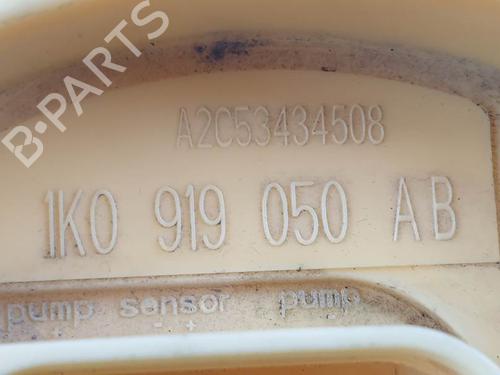 B-PARTS
A2C53434508
1K0 919 050 AB
pump sensor pump
- +